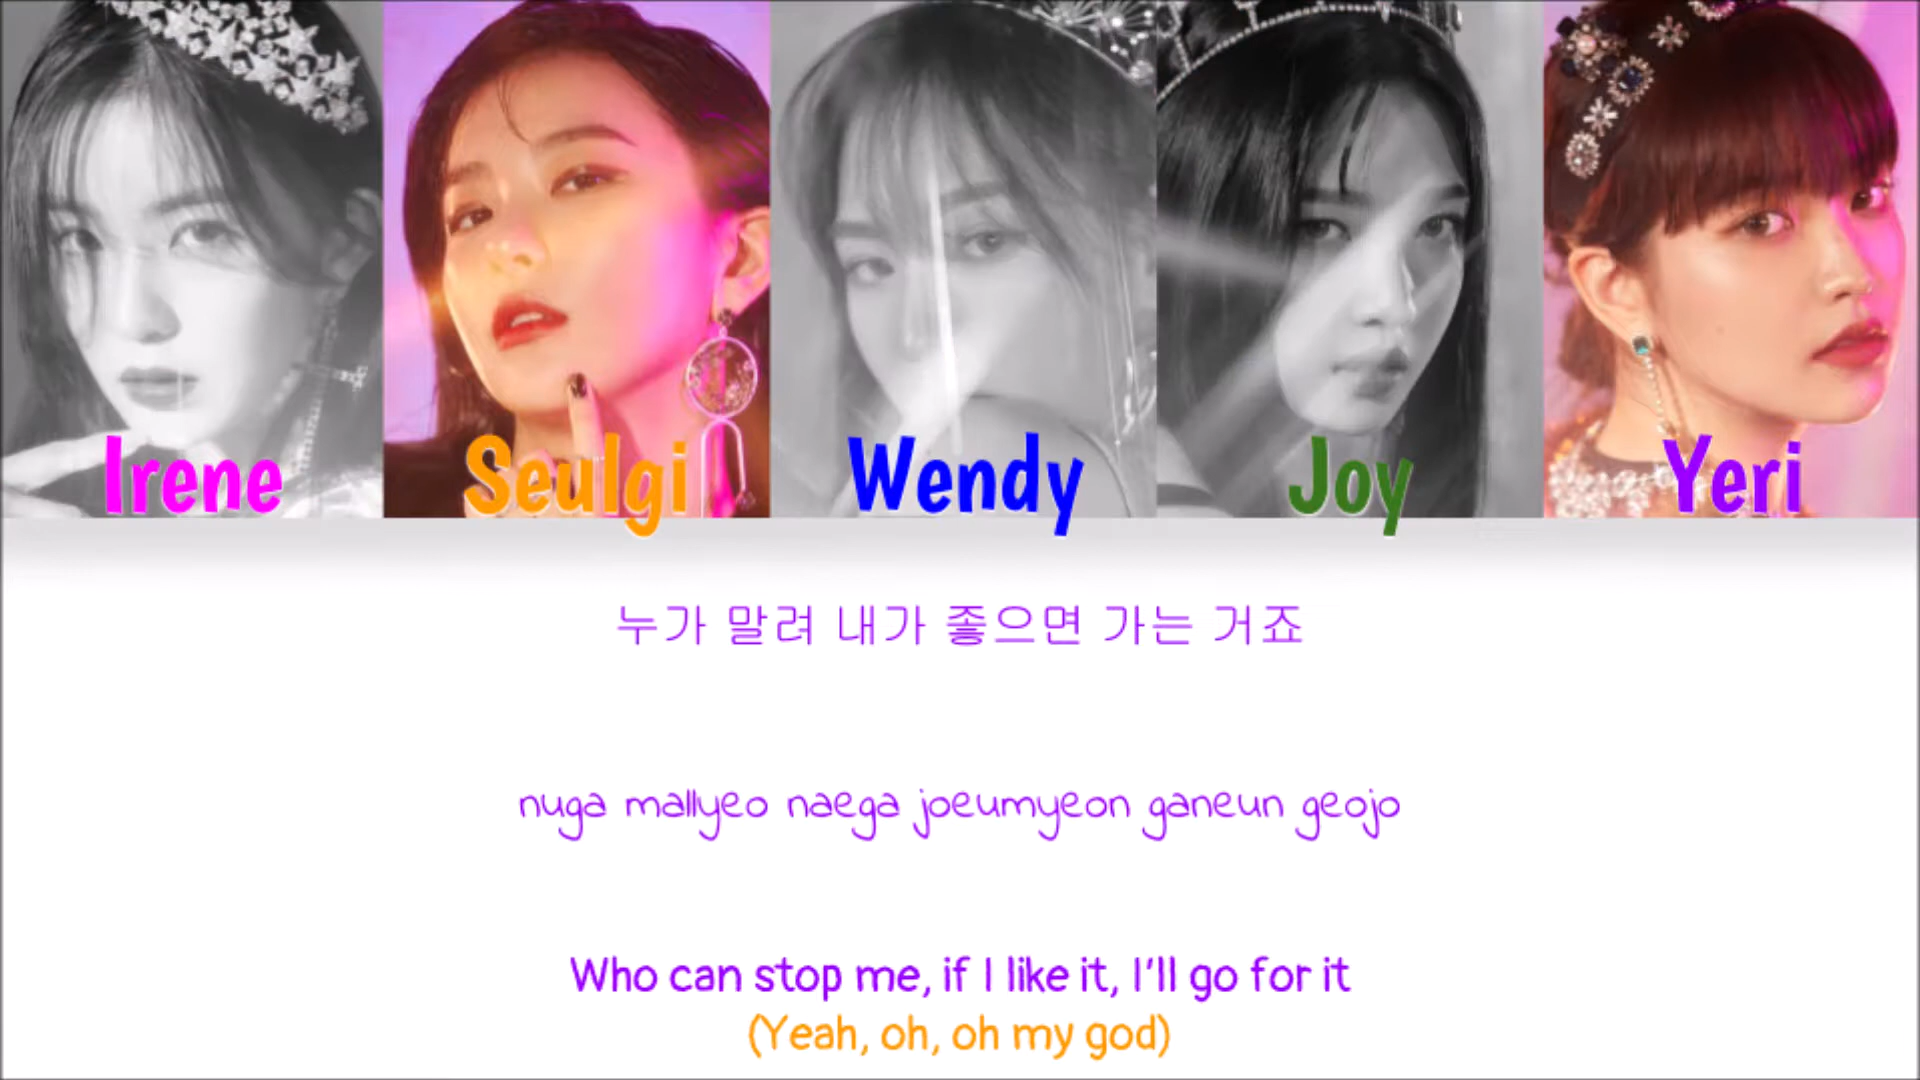 Irene Seulgi Wendy Joy Yeri
누가 말려 내가 좋으면 가는 거죠
nuga mallyeo naega joeumyeon ganeun geojo
Who can stop me, if I like it, I'll go for it
(Yeah, oh, oh my god)